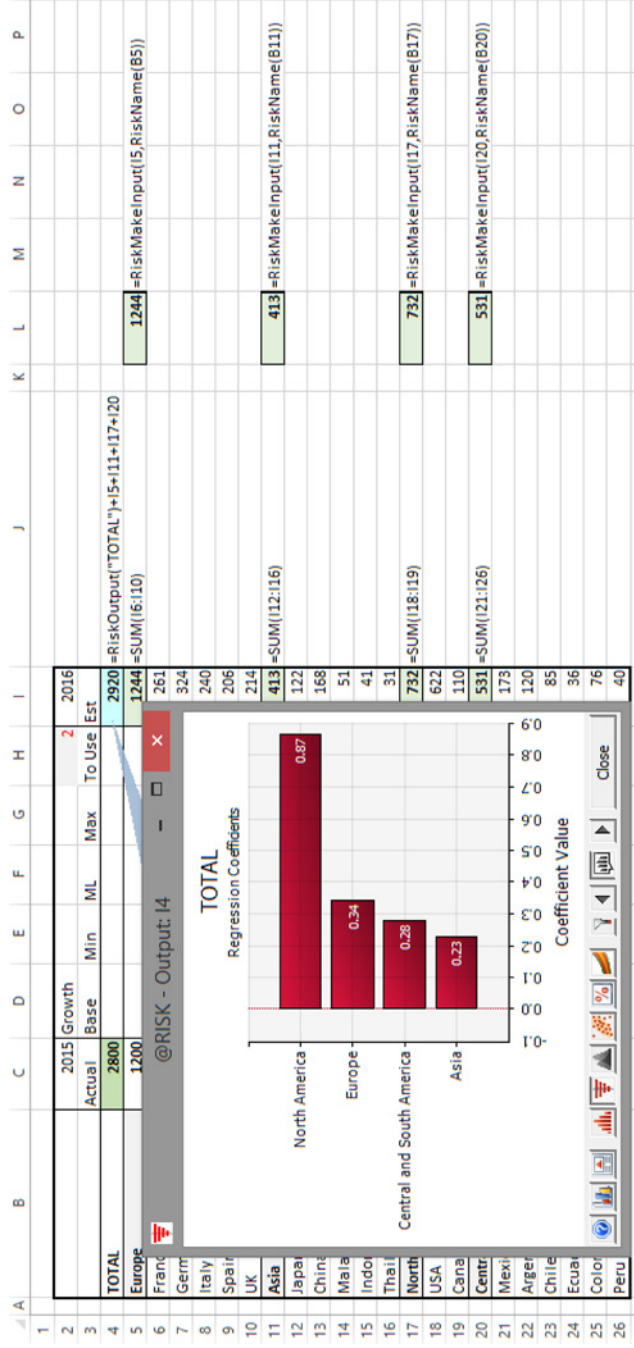 A B C D E F G H I J K L M N O P
1
2 2015 Growth 2 2016
3 Actual Base Min ML Max To Use Est
4 TOTAL 2800 2920 =RiskOutput("TOTAL")+I5+I11+I17+I20
5 Europe 1200 1244 =SUM(I6:I10) 1244 =RiskMakeInput(I5,RiskName(B5))
6 Franc 261
7 Germ 324
8 Italy 240
9 Spair 206
10 UK 214
11 Asia 413 =SUM(I12:I16) 413 =RiskMakeInput(I11,RiskName(B11))
12 Japai 122
13 China 168
14 Mala 51
15 Indo 41
16 Thail 31
17 North 732 =SUM(I18:I19) 732 =RiskMakeInput(I17,RiskName(B17))
18 USA 622
19 Cana 110
20 Centr 531 =SUM(I21:I26) 531 =RiskMakeInput(I20,RiskName(B20))
21 Mexi 173
22 Arger 120
23 Chile 85
24 Ecua 36
25 Color 76
26 Peru 40
@RISK - Output: I4
TOTAL
Regression Coefficients
North America 0.87
Europe 0.34
Central and South America 0.28
Asia 0.23
-0.1 0.0 0.1 0.2 0.3 0.4 0.5 0.6 0.7 0.8 0.9
Coefficient Value
Close